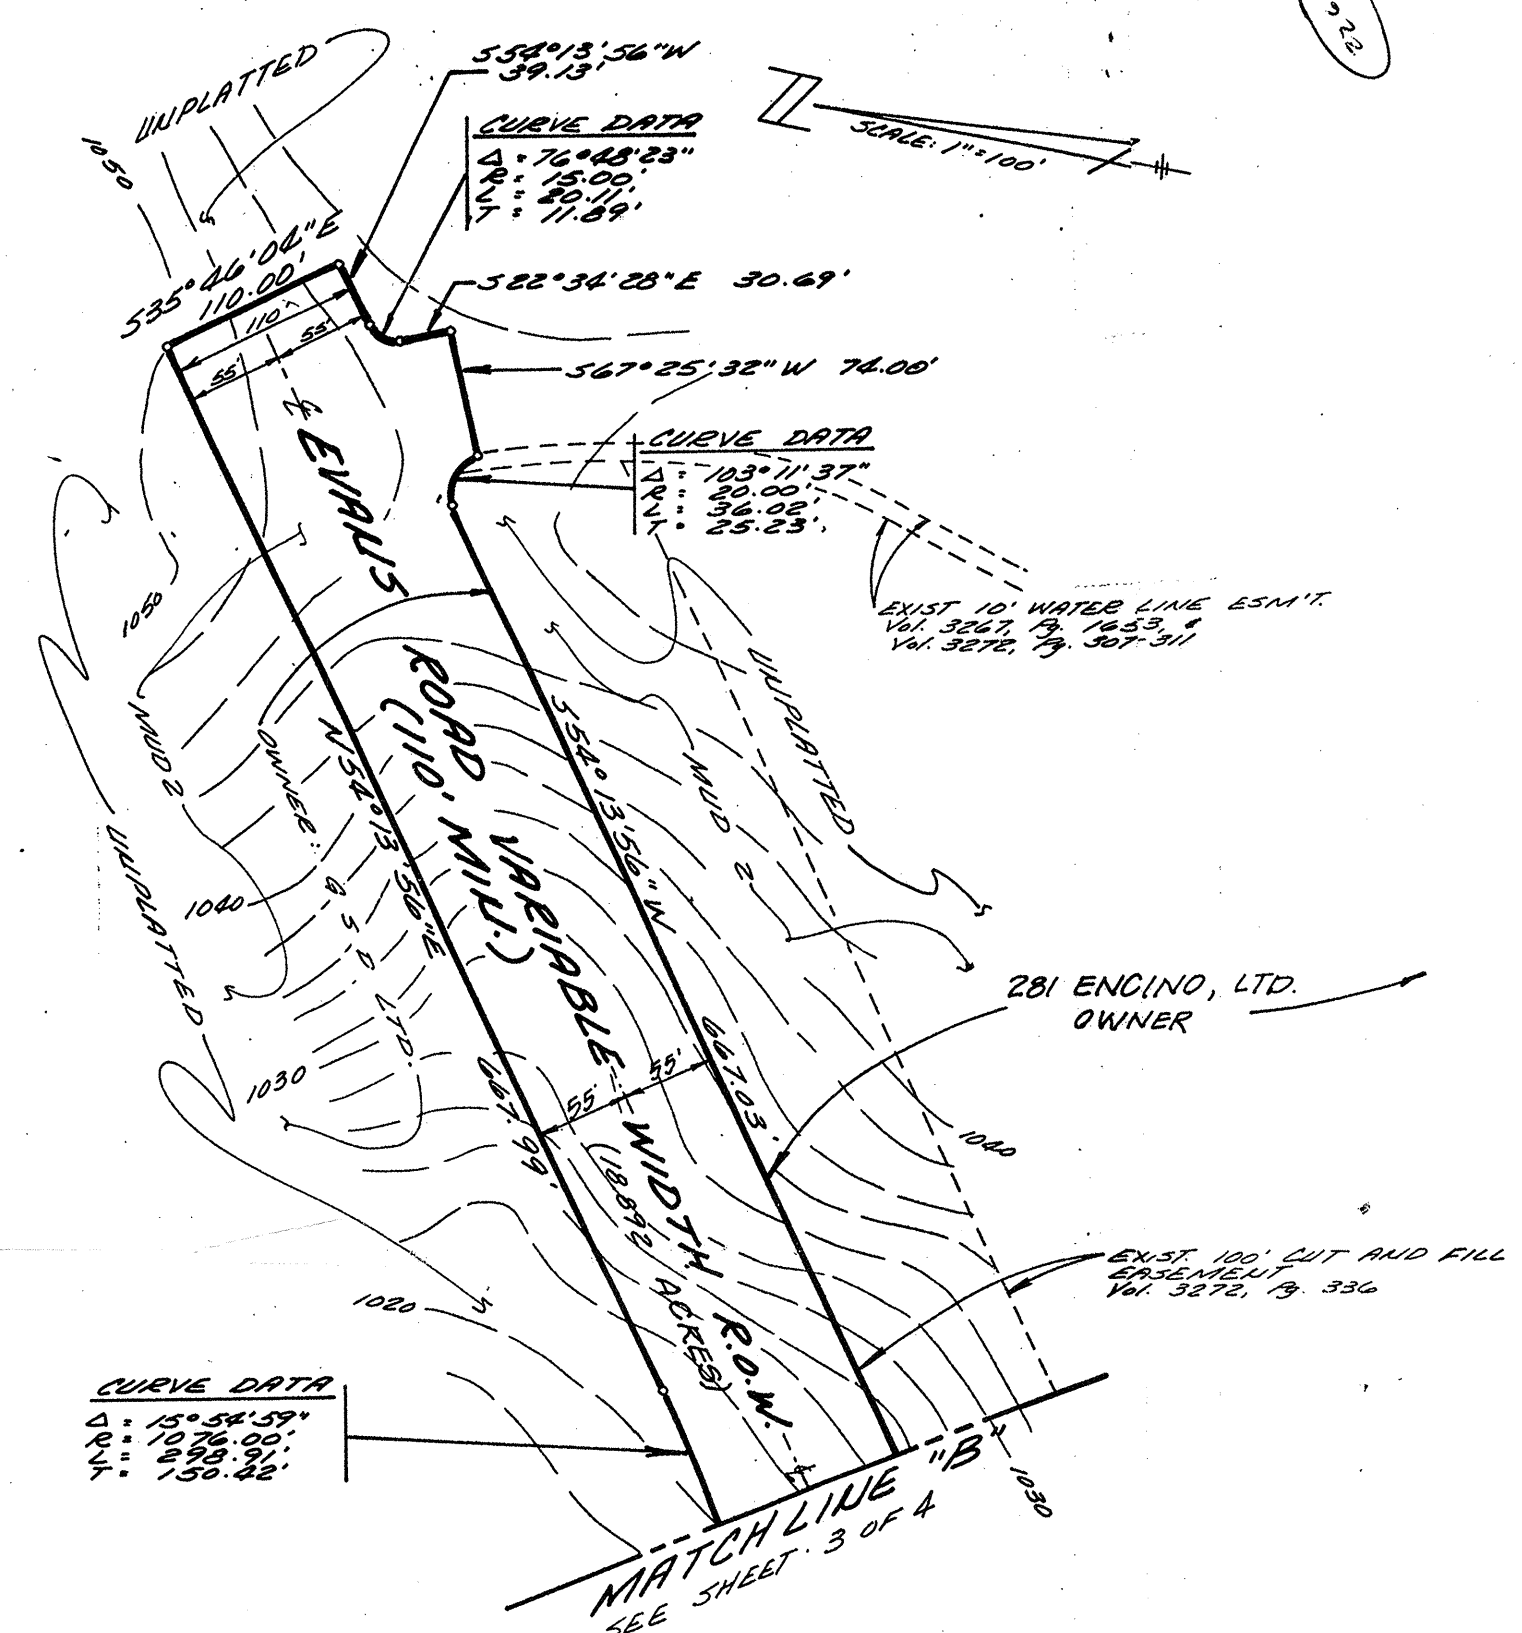 922
UNPLATTED
1050
S54°13'56"W
39.13'
CURVE DATA
Δ = 76°48'23"
R = 15.00'
L = 20.11'
T = 11.89'
SCALE: 1"=100'
S35°46'04"E
110.00'
110'
55'
55'
S22°34'28"E 30.69'
S67°25'32"W 74.00'
CURVE DATA
Δ = 103°11'37"
R = 20.00'
L = 36.02'
T = 25.23'
EXIST 10' WATER LINE ESM'T.
Vol. 3267, Pg. 1653, &
Vol. 3272, Pg. 307-311
℄ EVANS ROAD VARIABLE WIDTH R.O.W.
(110' MIN.)
(18.892 ACRES)
1050
MUD 2
UNPLATTED
OWNER: G S D LTD.
N54°13'56"E
667.99'
S54°13'56"W
667.03'
MUD 2
UNPLATTED
1040
1030
55'
55'
281 ENCINO, LTD.
OWNER
1040
EXIST. 100' CUT AND FILL
EASEMENT
Vol. 3272, Pg. 336
1020
CURVE DATA
Δ = 15°54'59"
R = 1076.00'
L = 298.91'
T = 150.42'
℄
1030
MATCHLINE "B"
SEE SHEET 3 OF 4